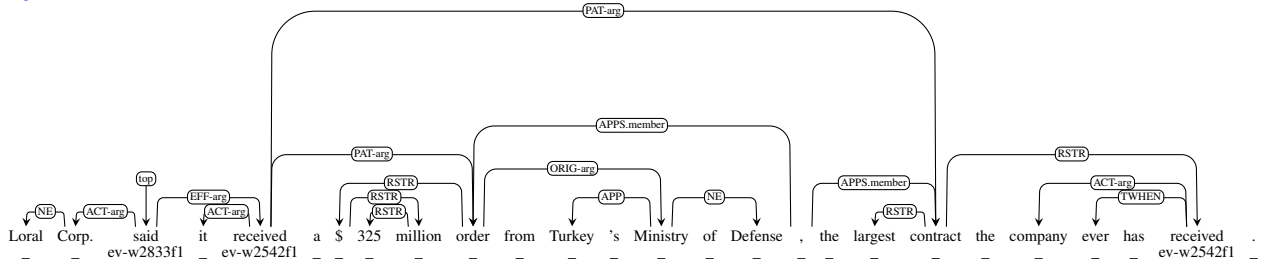 PAT-arg
APPS.member
PAT-arg ORIG-arg RSTR
top RSTR APPS.member ACT-arg
EFF-arg RSTR APP NE TWHEN
NE ACT-arg ACT-arg RSTR RSTR
Loral Corp. said it received a $ 325 million order from Turkey 's Ministry of Defense , the largest contract the company ever has received .
_ _ ev-w2833f1 _ ev-w2542f1 _ _ _ _ _ _ _ _ _ _ _ _ _ _ _ _ _ _ _ ev-w2542f1 _